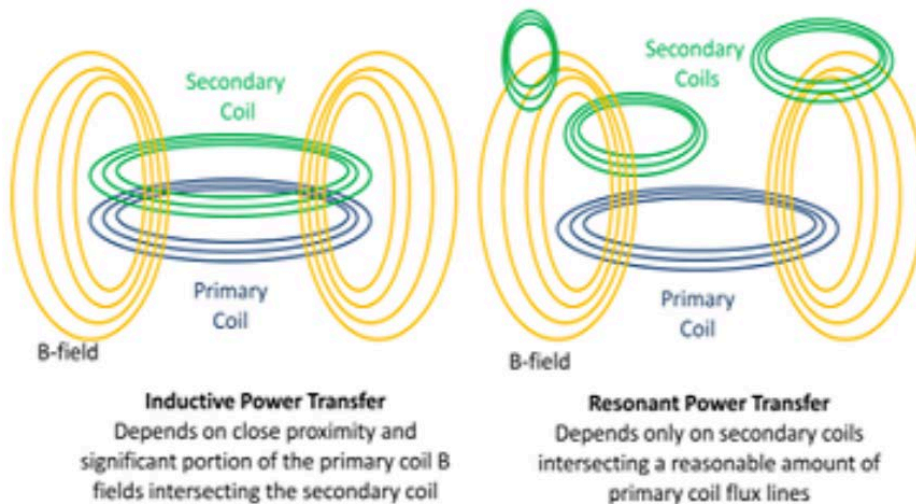 Secondary
Coil
Primary
Coil
B-field
Inductive Power Transfer
Depends on close proximity and
significant portion of the primary coil B
fields intersecting the secondary coil
Secondary
Coils
Primary
Coil
B-field
Resonant Power Transfer
Depends only on secondary coils
intersecting a reasonable amount of
primary coil flux lines